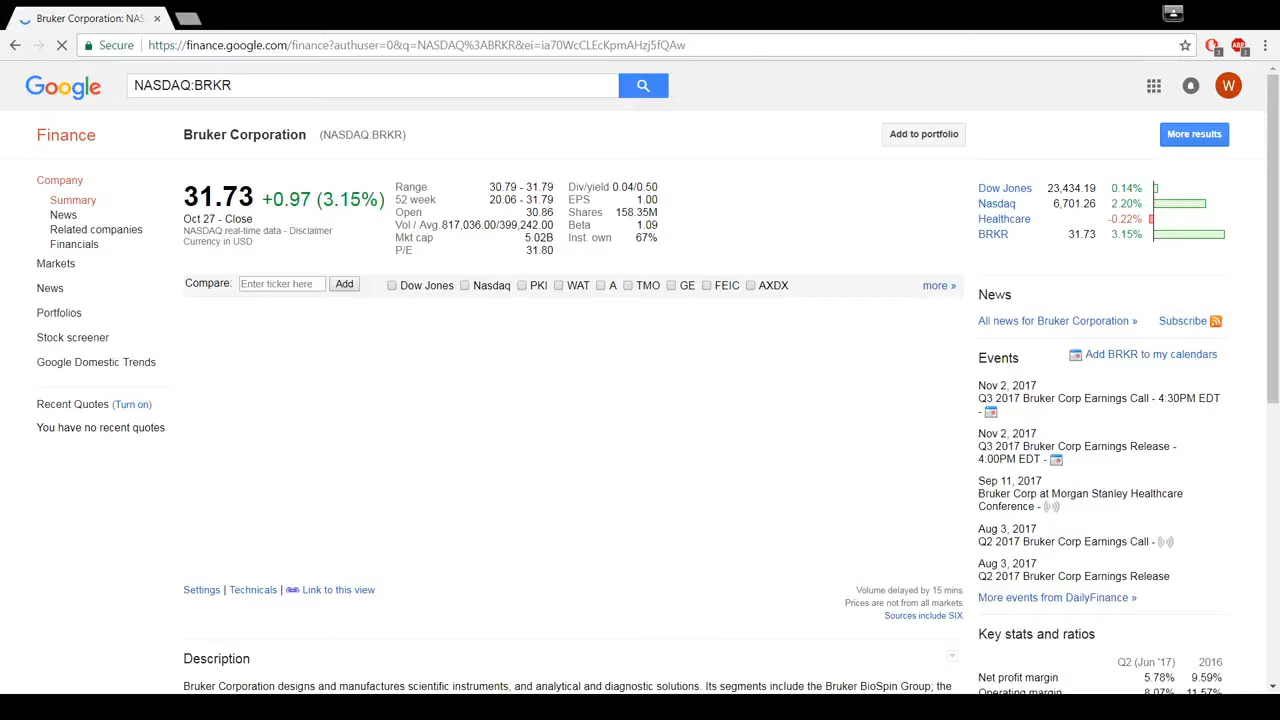 Bruker Corporation: NAS
Secure
https://finance.google.com/finance?authuser=0&q=NASDAQ%3ABRKR&ei=ia70WcCLEcKpmAHzj5fQAw
Google
NASDAQ:BRKR
W
Finance
Bruker Corporation (NASDAQ:BRKR)
Add to portfolio
More results
Company
Summary
News
Related companies
Financials
Markets
News
Portfolios
Stock screener
Google Domestic Trends
Recent Quotes (Turn on)
You have no recent quotes
31.73 +0.97 (3.15%)
Oct 27 - Close
NASDAQ real-time data - Disclaimer
Currency in USD
Range 30.79 - 31.79
52 week 20.06 - 31.79
Open 30.86
Vol / Avg. 817,036.00/399,242.00
Mkt cap 5.02B
P/E 31.80
Div/yield 0.04/0.50
EPS 1.00
Shares 158.35M
Beta 1.09
Inst. own 67%
Compare: Enter ticker here Add Dow Jones Nasdaq PKI WAT A TMO GE FEIC AXDX more »
Settings | Technicals | Link to this view
Volume delayed by 15 mins.
Prices are not from all markets.
Sources include SIX.
Description
Bruker Corporation designs and manufactures scientific instruments, and analytical and diagnostic solutions. Its segments include the Bruker BioSpin Group; the
Dow Jones 23,434.19 0.14%
Nasdaq 6,701.26 2.20%
Healthcare -0.22%
BRKR 31.73 3.15%
News
All news for Bruker Corporation » Subscribe
Events
Add BRKR to my calendars
Nov 2, 2017
Q3 2017 Bruker Corp Earnings Call - 4:30PM EDT
-
Nov 2, 2017
Q3 2017 Bruker Corp Earnings Release -
4:00PM EDT -
Sep 11, 2017
Bruker Corp at Morgan Stanley Healthcare
Conference -
Aug 3, 2017
Q2 2017 Bruker Corp Earnings Call -
Aug 3, 2017
Q2 2017 Bruker Corp Earnings Release
More events from DailyFinance »
Key stats and ratios
Q2 (Jun '17) 2016
Net profit margin 5.78% 9.59%
Operating margin 8.07% 11.57%